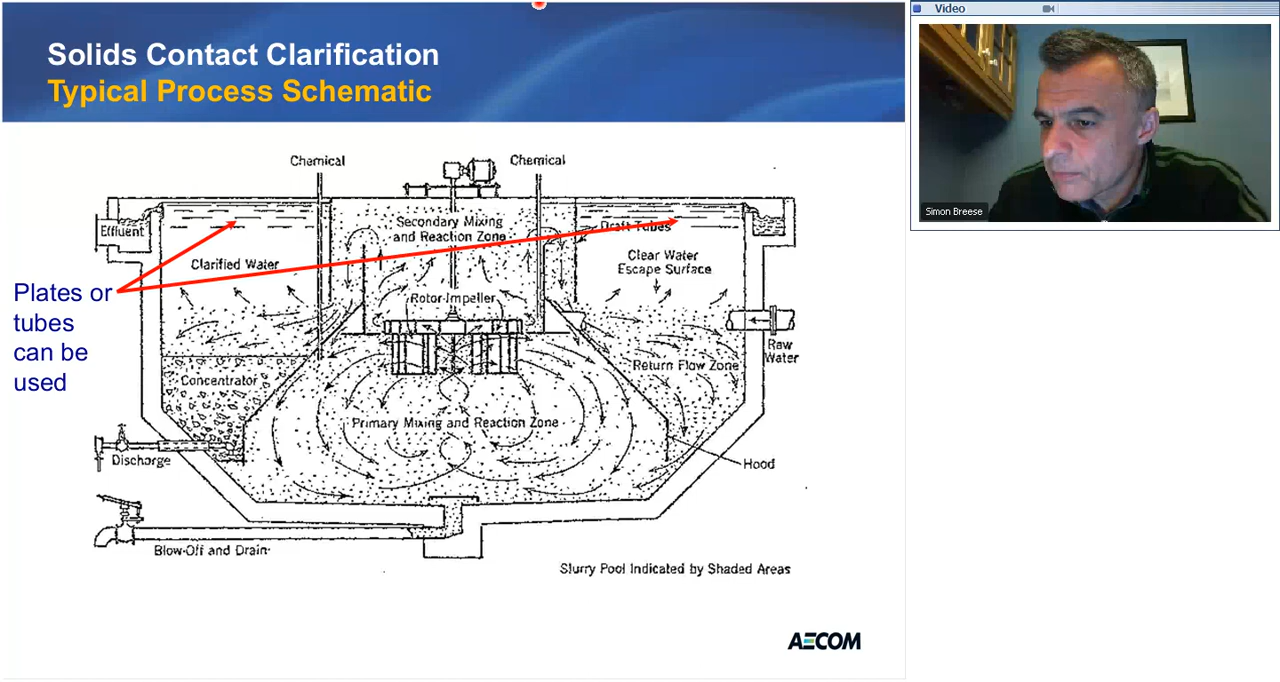 Solids Contact Clarification
Typical Process Schematic
Video
Simon Breese
Chemical
Chemical
Effluent
Secondary Mixing
and Reaction Zone
Draft Tubes
Clarified Water
Clear Water
Escape Surface
Plates or
tubes
can be
used
Rotor-Impeller
Raw
Water
Concentrator
Return Flow Zone
Primary Mixing and Reaction Zone
Discharge
Hood
Blow-Off and Drain
Slurry Pool Indicated by Shaded Areas
AECOM